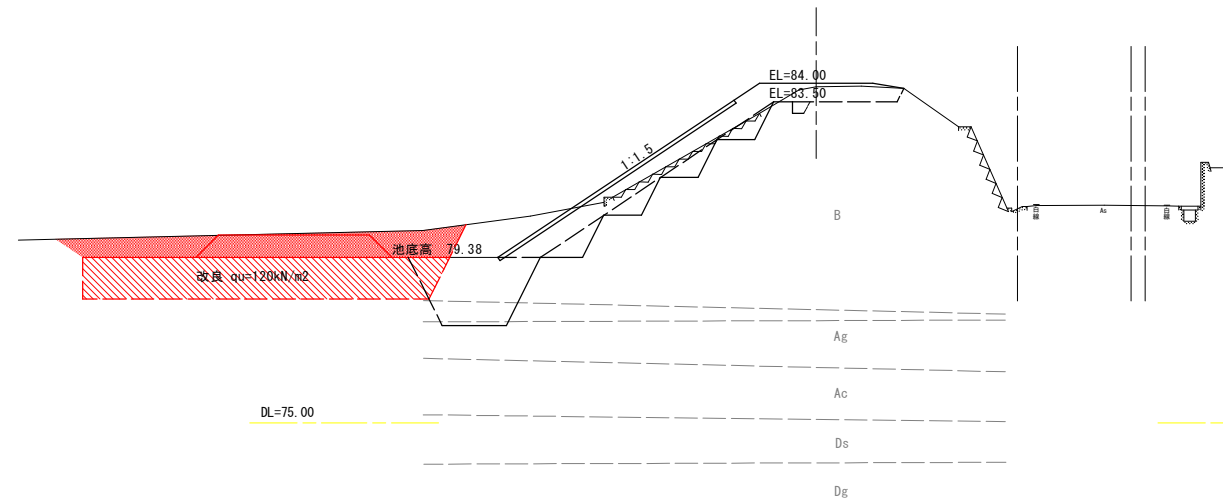 EL=84.00
EL=83.50
1:1.5
B
As
池底高 79.38
改良 qu=120kN/m2
Ag
Ac
DL=75.00
Ds
Dg